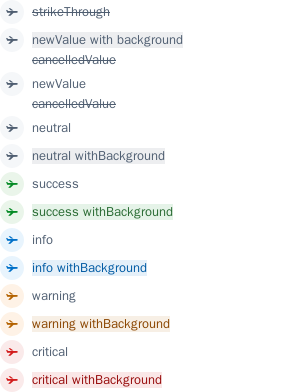 strikeThrough
newValue with background
cancelledValue
newValue
cancelledValue
neutral
neutral withBackground
success
success withBackground
info
info withBackground
warning
warning withBackground
critical
critical withBackground